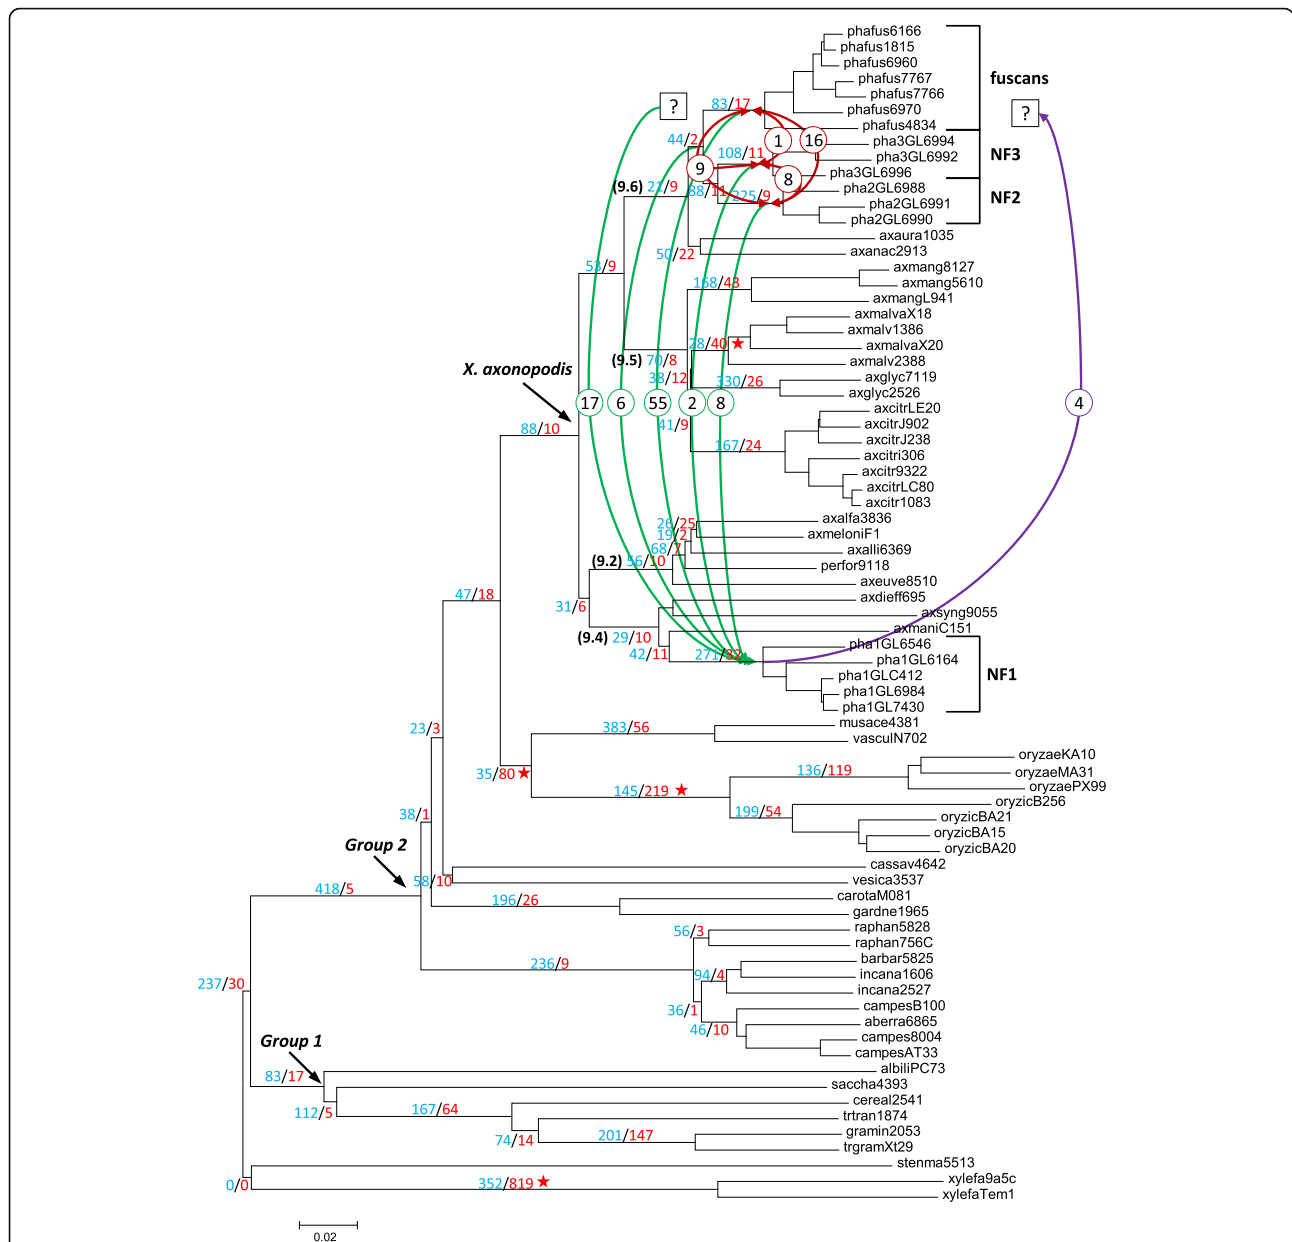 phafus6166
phafus1815
phafus6960
phafus7767
phafus7766
phafus6970
phafus4834
fuscans
?
?
83/17
44/2
1
16
pha3GL6994
pha3GL6992
pha3GL6996
NF3
108/11
9
8
(9.6) 21/9
88/11
225/9
pha2GL6988
pha2GL6991
pha2GL6990
NF2
axaura1035
axanac2913
50/22
53/9
axmang8127
axmang5610
axmangL941
168/43
axmalvaX18
axmalv1386
axmalvaX20
axmalv2388
28/40
(9.5) 70/8
X. axonopodis
38/12
330/26
axglyc7119
axglyc2526
17
6
55
2
8
4
axcitrLE20
axcitrJ902
axcitrJ238
axcitri306
axcitr9322
axcitrLC80
axcitr1083
41/9
88/10
167/24
axalfa3836
axmeloniF1
axalli6369
perfor9118
axeuve8510
26/25
19/2
68/7
(9.2) 56/10
axdieff695
axsyng9055
axmaniC151
47/18
31/6
(9.4) 29/10
42/11
271/22
pha1GL6546
pha1GL6164
pha1GLC412
pha1GL6984
pha1GL7430
NF1
musace4381
vasculN702
23/3
383/56
oryzaeKA10
oryzaeMA31
oryzaePX99
35/80
136/119
145/219
oryzicB256
oryzicBA21
oryzicBA15
oryzicBA20
199/54
38/1
Group 2
cassav4642
vesica3537
58/10
418/5
carotaM081
gardne1965
196/26
raphan5828
raphan756C
56/3
barbar5825
incana1606
incana2527
236/9
94/4
237/30
campesB100
aberra6865
campes8004
campesAT33
36/1
46/10
Group 1
albiliPC73
83/17
saccha4393
cereal2541
112/5
167/64
trtran1874
gramin2053
trgramXt29
74/14
201/147
stenma5513
xylefa9a5c
xylefaTem1
0/0
352/819
0.02